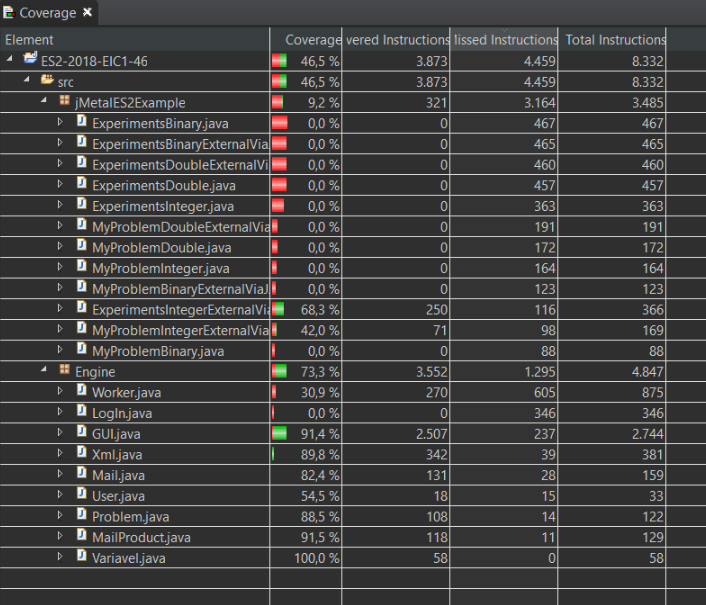 Coverage
Element Coverage vered Instructions lissed Instructions Total Instructions
ES2-2018-EIC1-46 46,5 % 3.873 4.459 8.332
src 46,5 % 3.873 4.459 8.332
jMetalES2Example 9,2 % 321 3.164 3.485
ExperimentsBinary.java 0,0 % 0 467 467
ExperimentsBinaryExternalVia 0,0 % 0 465 465
ExperimentsDoubleExternalVi 0,0 % 0 460 460
ExperimentsDouble.java 0,0 % 0 457 457
ExperimentsInteger.java 0,0 % 0 363 363
MyProblemDoubleExternalVia 0,0 % 0 191 191
MyProblemDouble.java 0,0 % 0 172 172
MyProblemInteger.java 0,0 % 0 164 164
MyProblemBinaryExternalViaJ 0,0 % 0 123 123
ExperimentsIntegerExternalVi 68,3 % 250 116 366
MyProblemIntegerExternalVia 42,0 % 71 98 169
MyProblemBinary.java 0,0 % 0 88 88
Engine 73,3 % 3.552 1.295 4.847
Worker.java 30,9 % 270 605 875
LogIn.java 0,0 % 0 346 346
GUI.java 91,4 % 2.507 237 2.744
Xml.java 89,8 % 342 39 381
Mail.java 82,4 % 131 28 159
User.java 54,5 % 18 15 33
Problem.java 88,5 % 108 14 122
MailProduct.java 91,5 % 118 11 129
Variavel.java 100,0 % 58 0 58